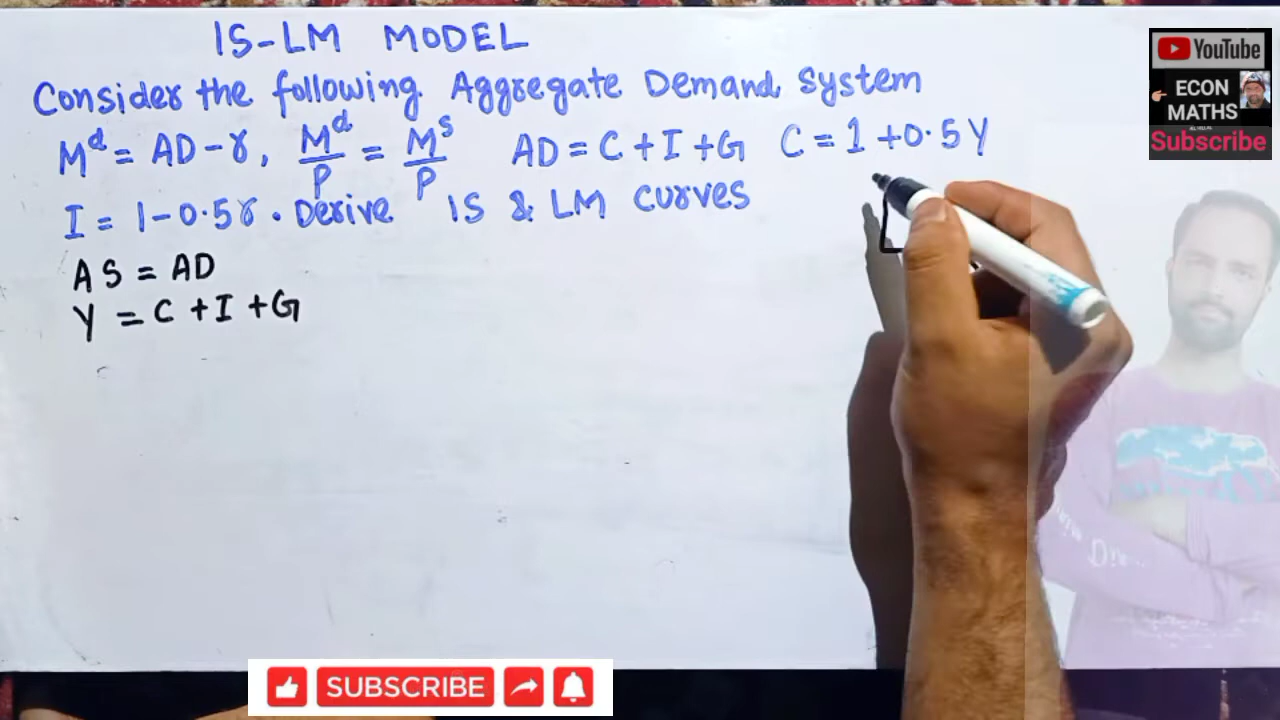 IS-LM MODEL
Consider the following Aggregate Demand System
Mᵈ = AD - r, Mᵈ/P = Mˢ/P AD = C + I + G C = 1 + 0.5Y
I = 1 - 0.5r. Derive IS & LM curves
AS = AD
Y = C + I + G
YouTube
ECON
MATHS
Subscribe
SUBSCRIBE